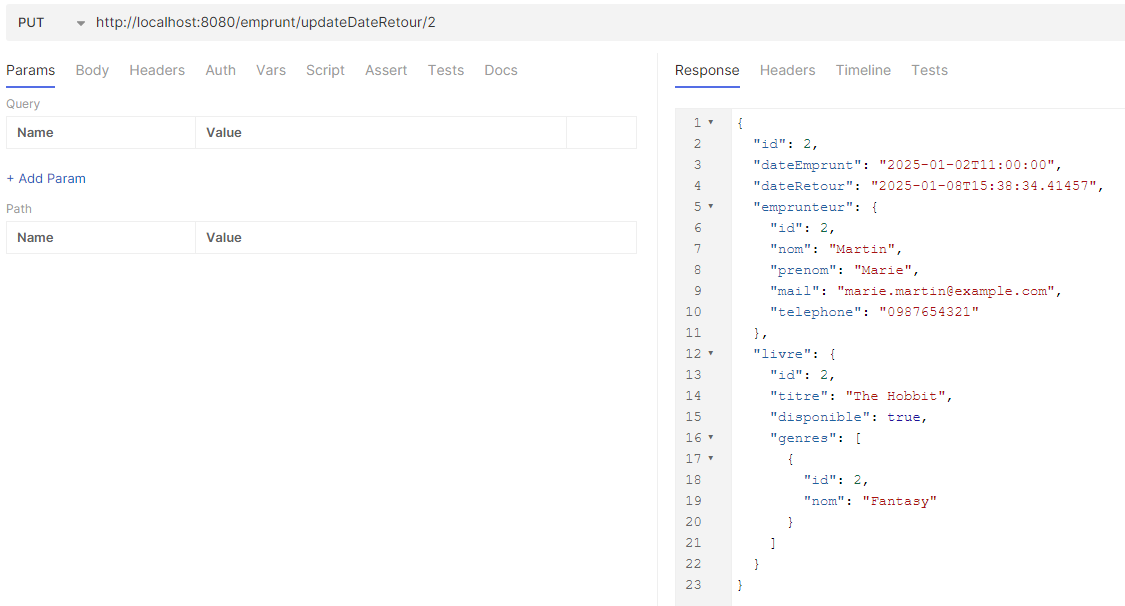 PUT http://localhost:8080/emprunt/updateDateRetour/2
Params Body Headers Auth Vars Script Assert Tests Docs
Query
Name Value
+ Add Param
Path
Name Value
Response Headers Timeline Tests
1 {
2 "id": 2,
3 "dateEmprunt": "2025-01-02T11:00:00",
4 "dateRetour": "2025-01-08T15:38:34.41457",
5 "emprunteur": {
6 "id": 2,
7 "nom": "Martin",
8 "prenom": "Marie",
9 "mail": "marie.martin@example.com",
10 "telephone": "0987654321"
11 },
12 "livre": {
13 "id": 2,
14 "titre": "The Hobbit",
15 "disponible": true,
16 "genres": [
17 {
18 "id": 2,
19 "nom": "Fantasy"
20 }
21 ]
22 }
23 }